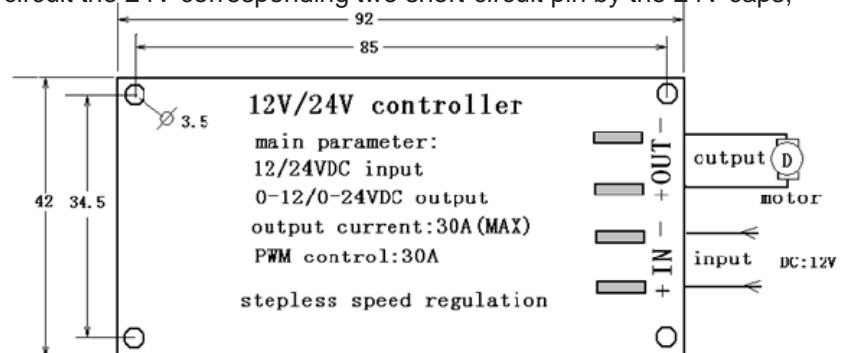 circuit the 24V corresponding two short circuit pin by the 24V caps,
92
85
12V/24V controller
3.5
main parameter:
12/24VDC input
0-12/0-24VDC output
output current:30A(MAX)
PWM control:30A
stepless speed regulation
42
34.5
+ OUT -
+ IN -
output
D
motor
input
DC:12V